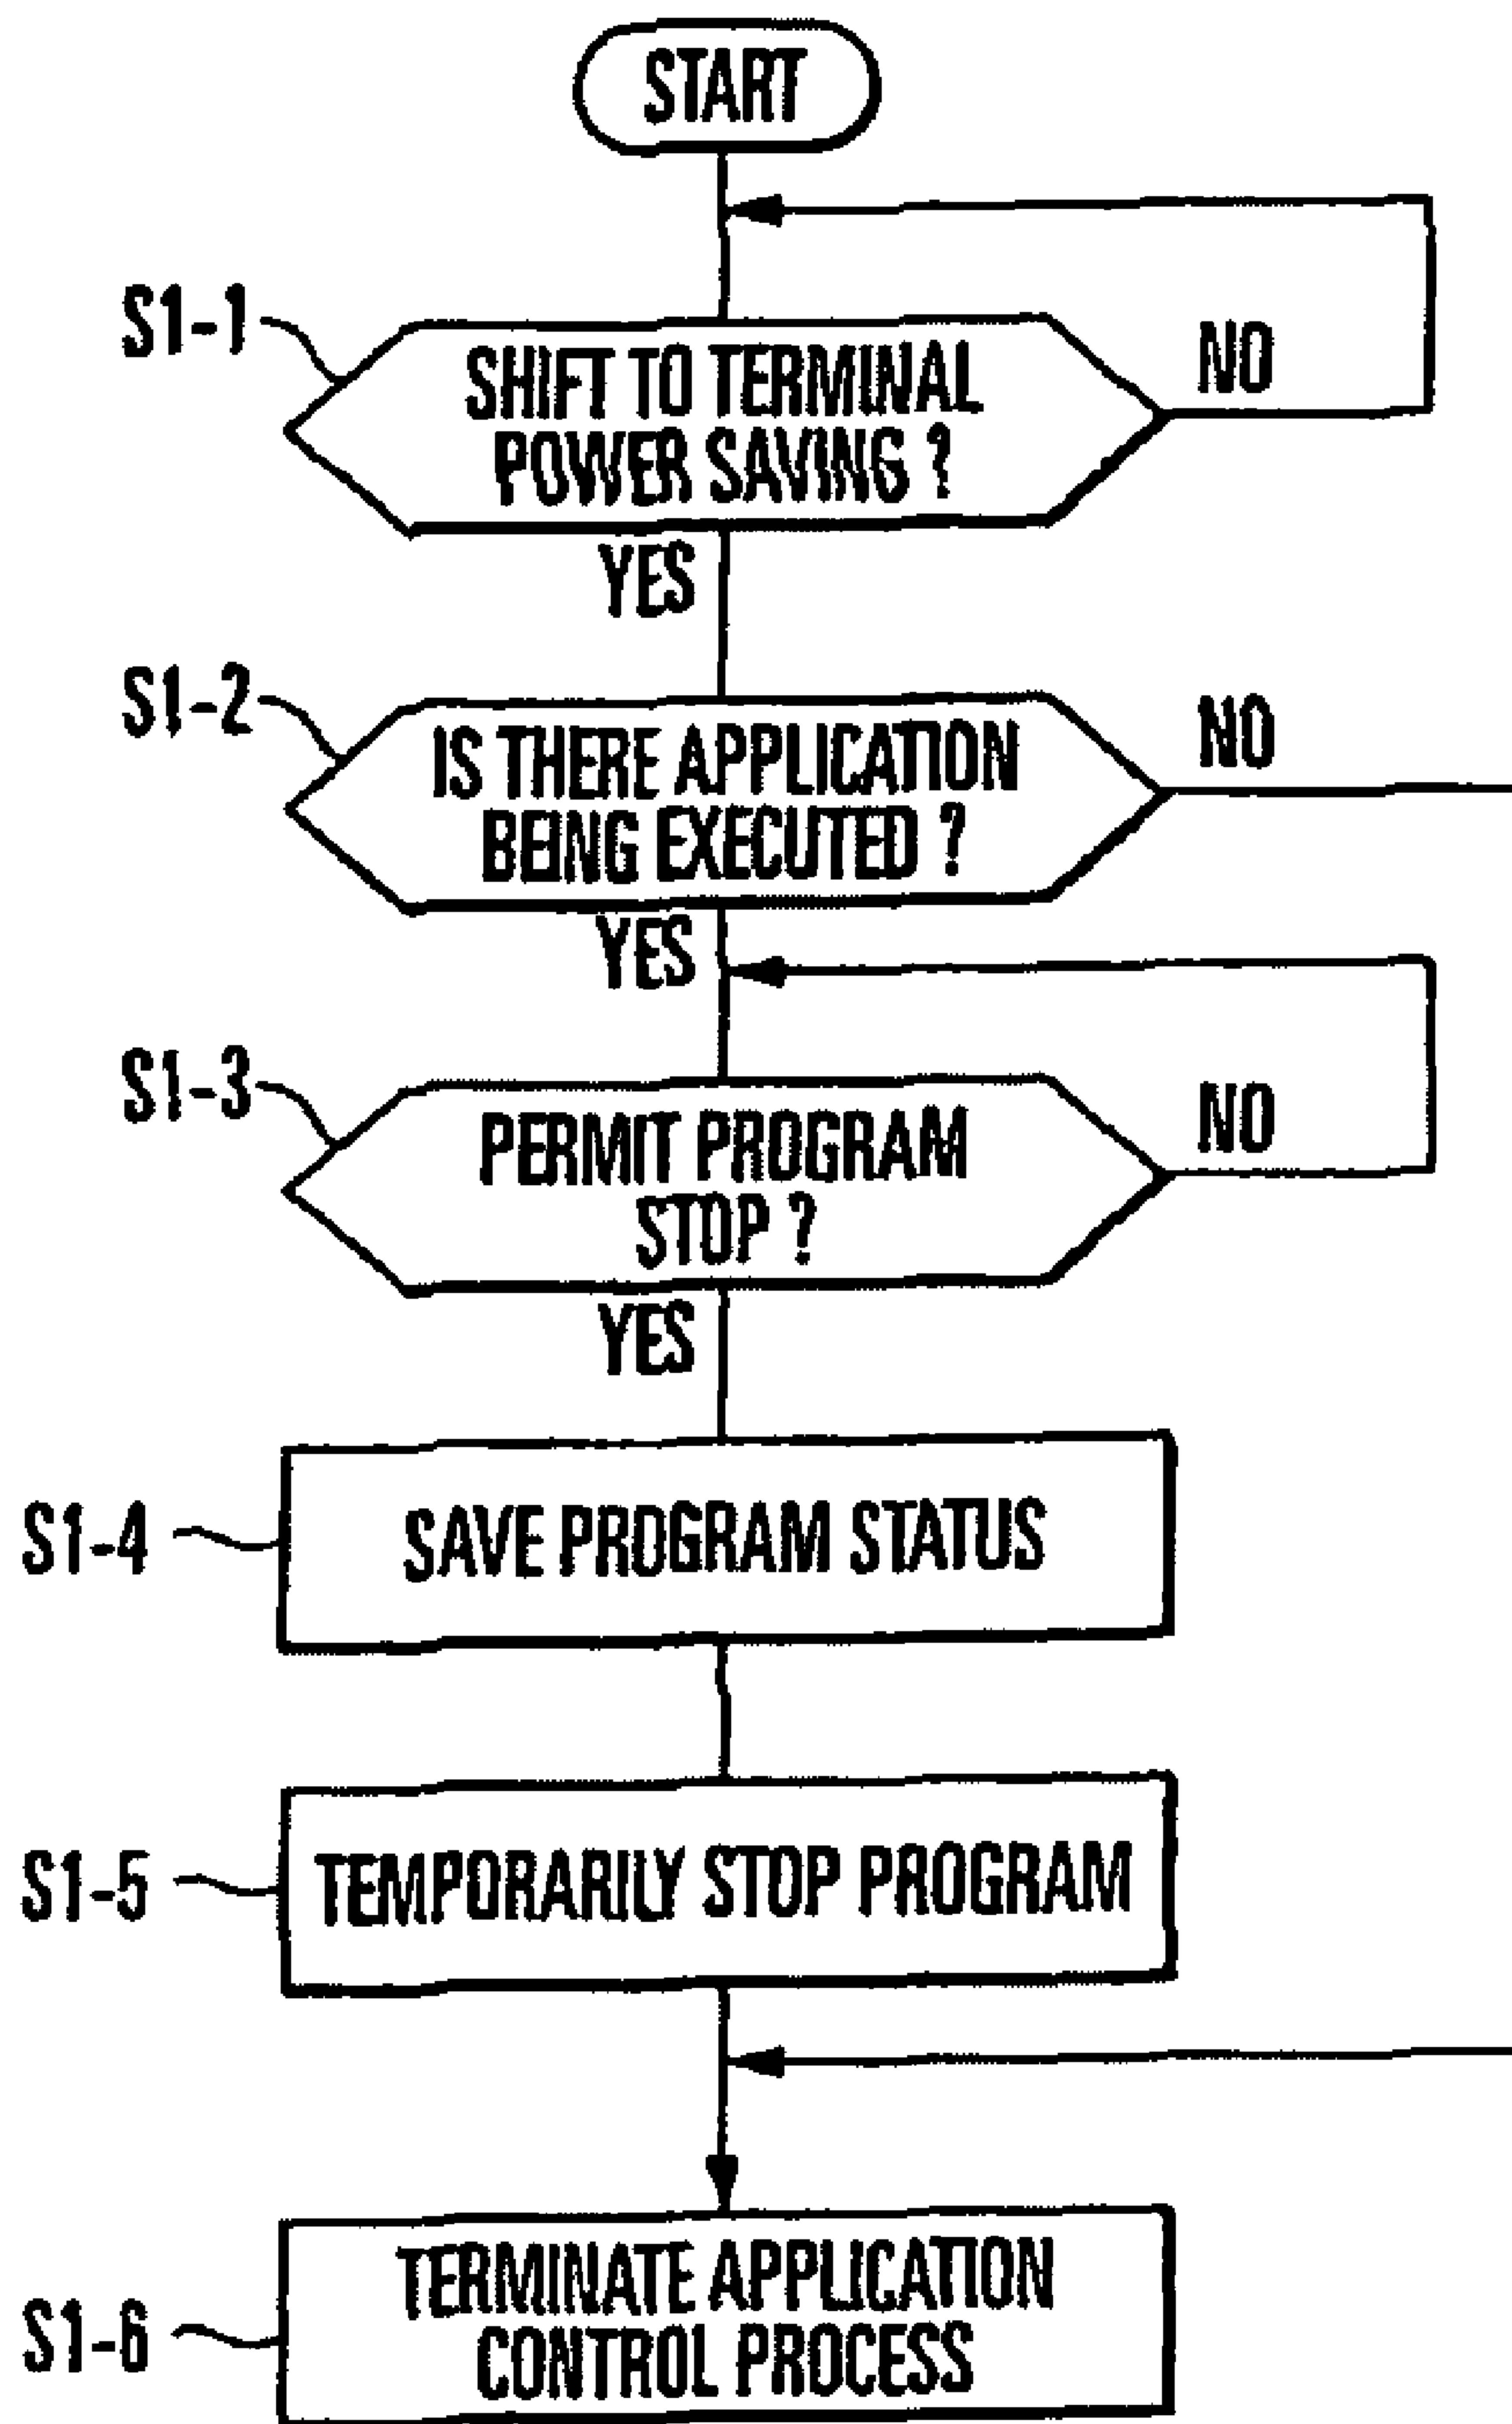 START
S1-1
SHIFT TO TERMINAL
POWER SAVING ?
NO
YES
S1-2
IS THERE APPLICATION
BEING EXECUTED ?
NO
YES
S1-3
PERMIT PROGRAM
STOP ?
NO
YES
S1-4
SAVE PROGRAM STATUS
S1-5
TEMPORARILY STOP PROGRAM
S1-6
TERMINATE APPLICATION
CONTROL PROCESS